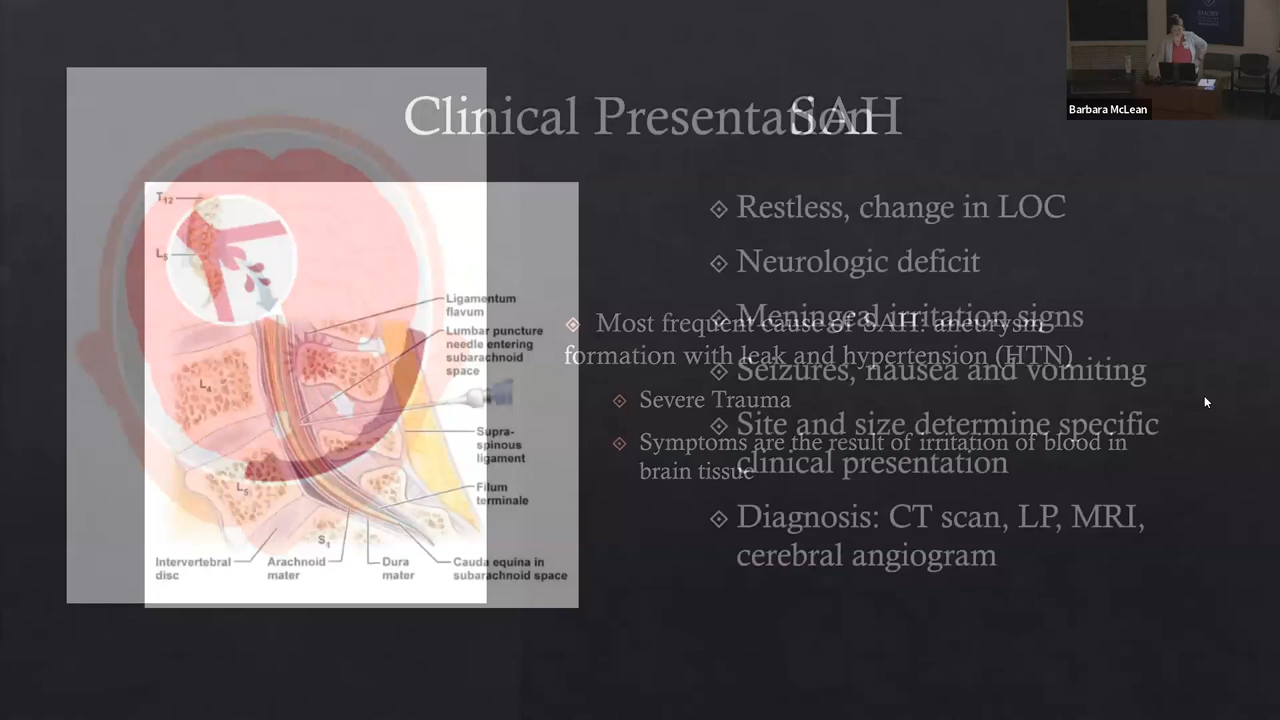 Barbara McLean
Clinical Presentation
SAH
T12
L5
L4
L5
S1
Ligamentum
flavum
Lumbar puncture
needle entering
subarachnoid
space
Supra-
spinous
ligament
Filum
terminale
Intervertebral
disc
Arachnoid
mater
Dura
mater
Cauda equina in
subarachnoid space
Restless, change in LOC
Neurologic deficit
Meningeal irritation signs
Seizures, nausea and vomiting
Site and size determine specific
clinical presentation
Diagnosis: CT scan, LP, MRI,
cerebral angiogram
Most frequent cause of SAH: aneurysm
formation with leak and hypertension (HTN)
Severe Trauma
Symptoms are the result of irritation of blood in
brain tissue